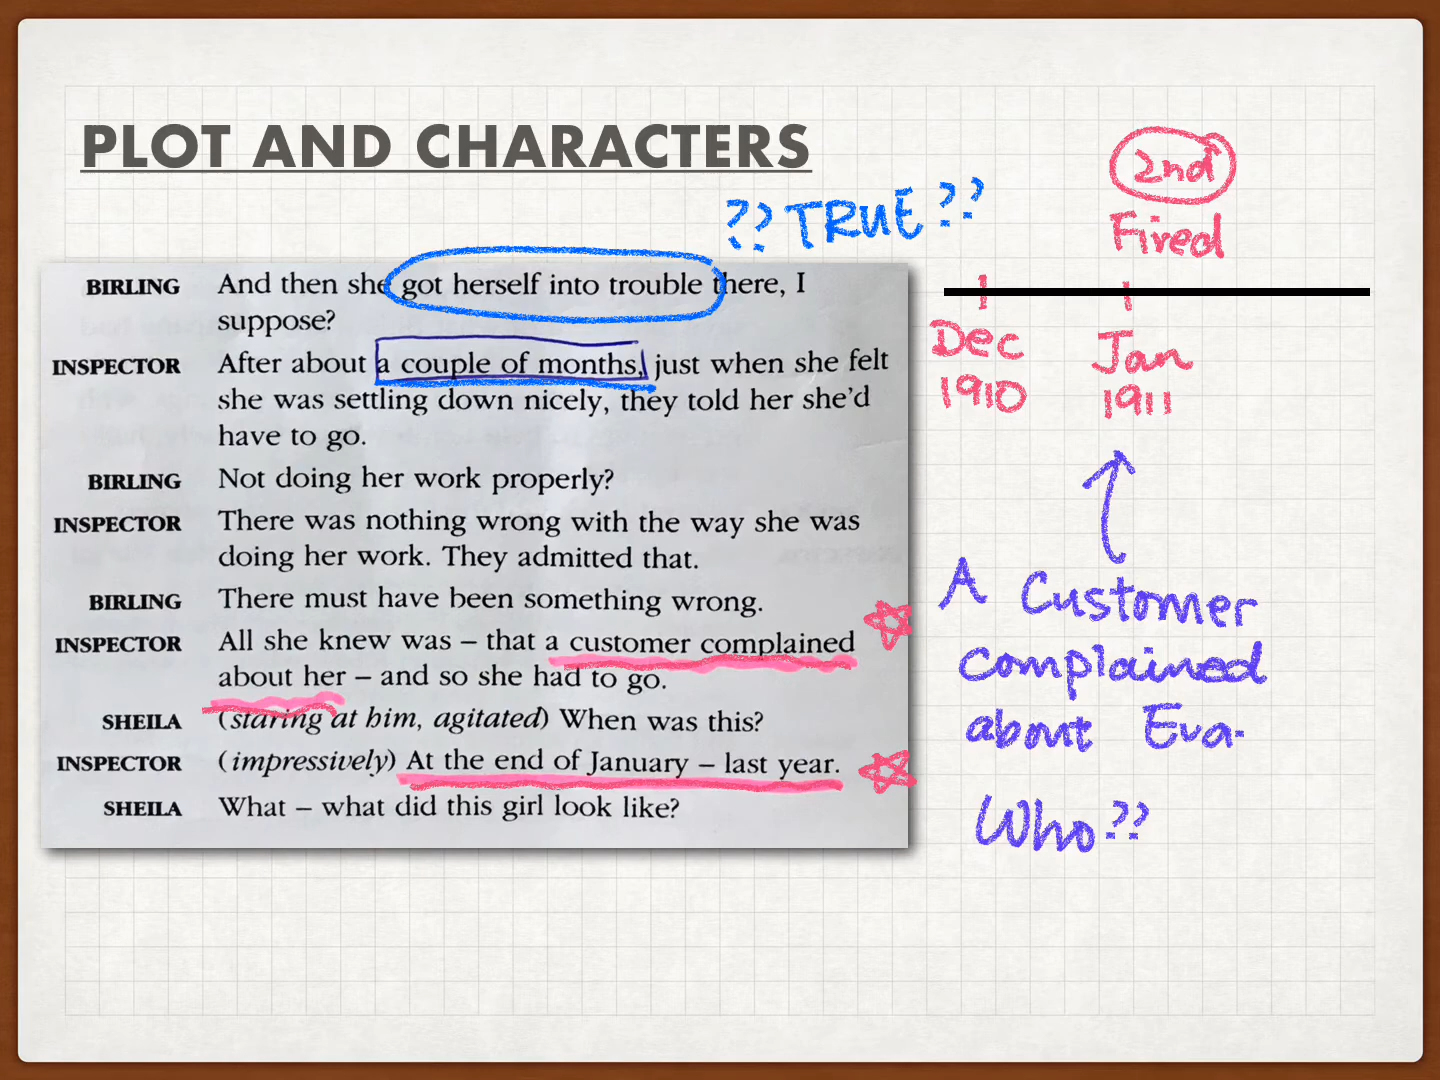 PLOT AND CHARACTERS
?? TRUE ??
2nd
Fired
BIRLING And then she got herself into trouble there, I
suppose?
INSPECTOR After about a couple of months, just when she felt
she was settling down nicely, they told her she'd
have to go.
BIRLING Not doing her work properly?
INSPECTOR There was nothing wrong with the way she was
doing her work. They admitted that.
BIRLING There must have been something wrong.
INSPECTOR All she knew was – that a customer complained
about her – and so she had to go.
SHEILA (staring at him, agitated) When was this?
INSPECTOR (impressively) At the end of January – last year.
SHEILA What – what did this girl look like?
Dec
1910
Jan
1911
A Customer
complained
about Eva.
Who??